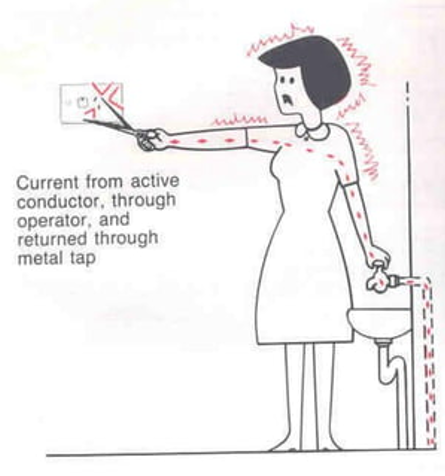 Current from active
conductor, through
operator, and
returned through
metal tap